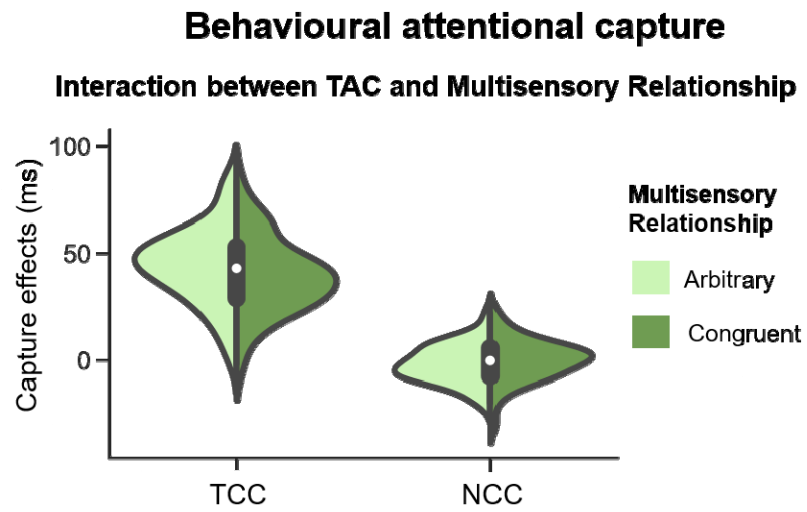 Behavioural attentional capture
Interaction between TAC and Multisensory Relationship
Capture effects (ms)
100
50
0
TCC
NCC
Multisensory
Relationship
Arbitrary
Congruent